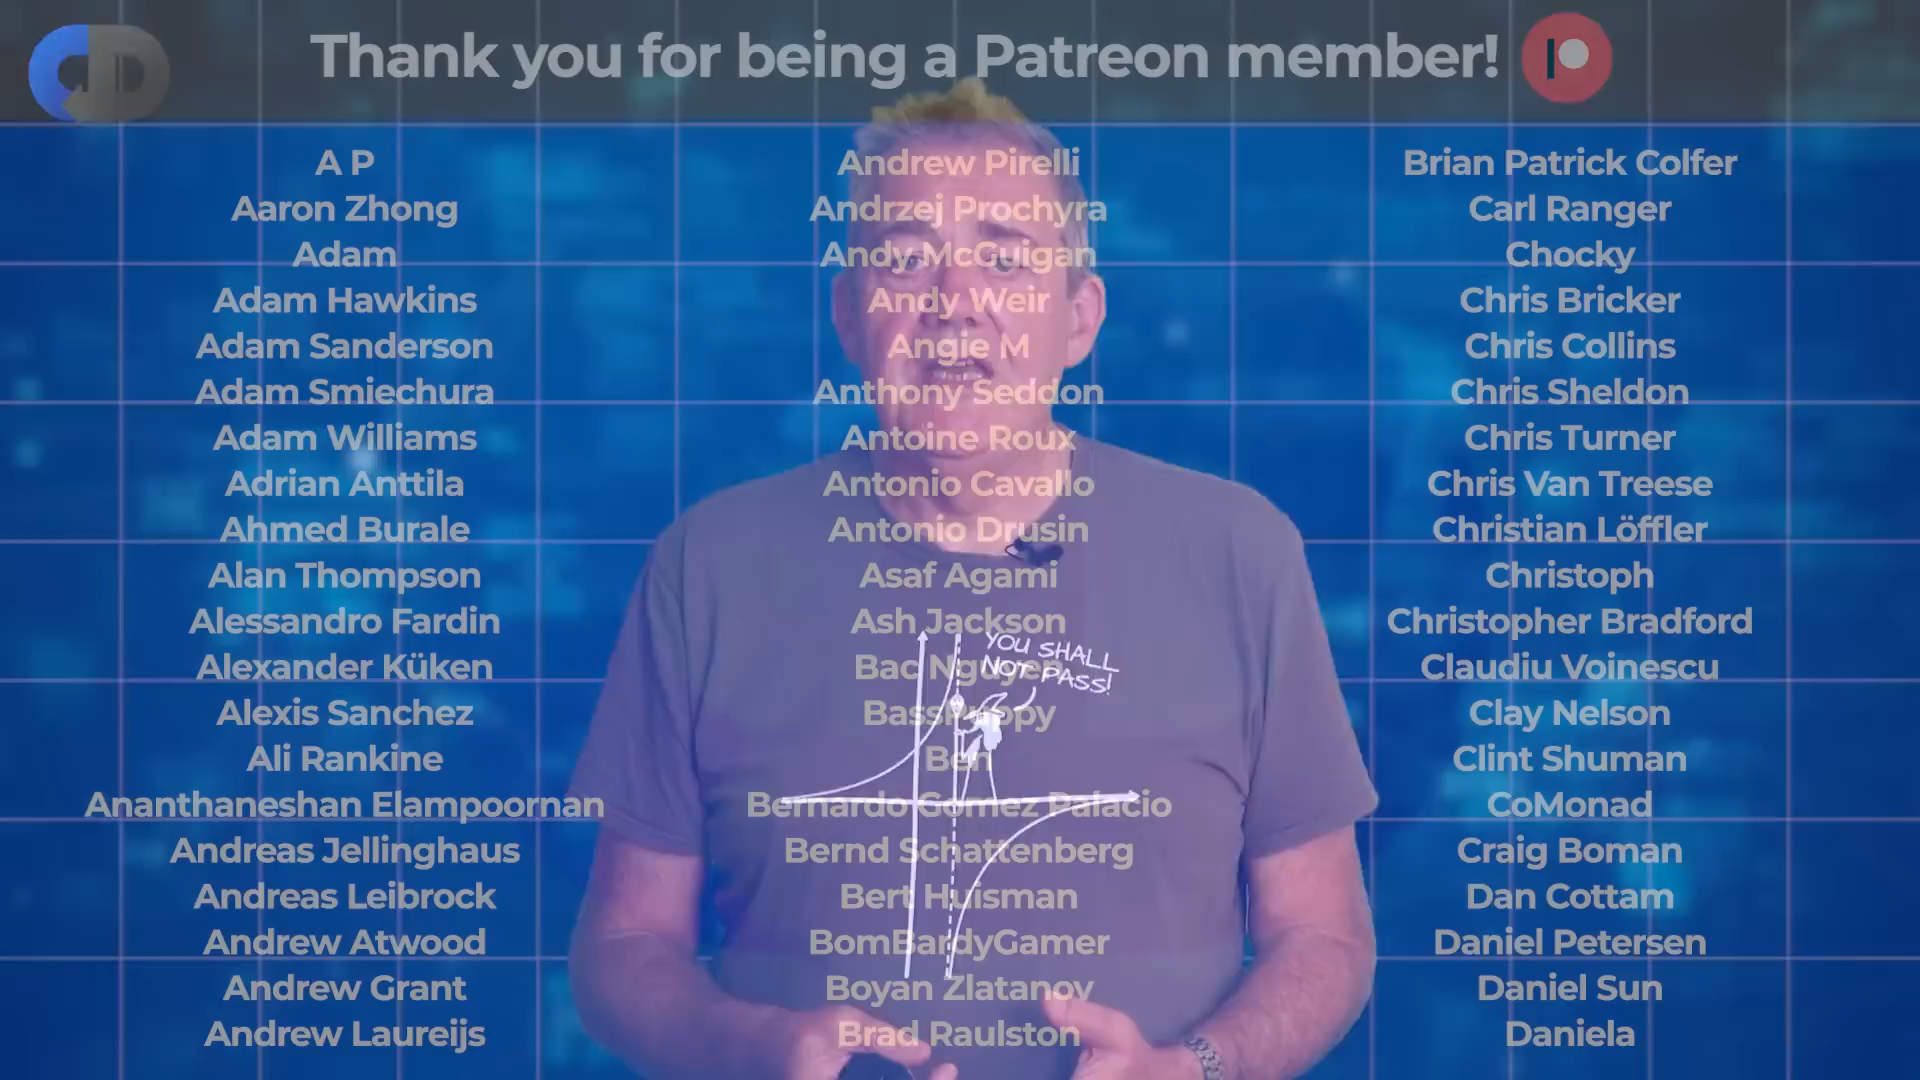 Thank you for being a Patreon member!
A P
Aaron Zhong
Adam
Adam Hawkins
Adam Sanderson
Adam Smiechura
Adam Williams
Adrian Anttila
Ahmed Burale
Alan Thompson
Alessandro Fardin
Alexander Küken
Alexis Sanchez
Ali Rankine
Ananthaneshan Elampoornan
Andreas Jellinghaus
Andreas Leibrock
Andrew Atwood
Andrew Grant
Andrew Laureijs
Andrew Pirelli
Andrzej Prochyra
Andy McGuigan
Andy Weir
Angie M
Anthony Seddon
Antoine Roux
Antonio Cavallo
Antonio Drusin
Asaf Agami
Ash Jackson
Bac Nguyen
Ben
Bernardo Gomez Palacio
Bernd Schattenberg
Bert Huisman
BomBardyGamer
Boyan Zlatanov
Brad Raulston
Brian Patrick Colfer
Carl Ranger
Chocky
Chris Bricker
Chris Collins
Chris Sheldon
Chris Turner
Chris Van Treese
Christian Löffler
Christoph
Christopher Bradford
Claudiu Voinescu
Clay Nelson
Clint Shuman
CoMonad
Craig Boman
Dan Cottam
Daniel Petersen
Daniel Sun
Daniela
YOU SHALL
NOT PASS!